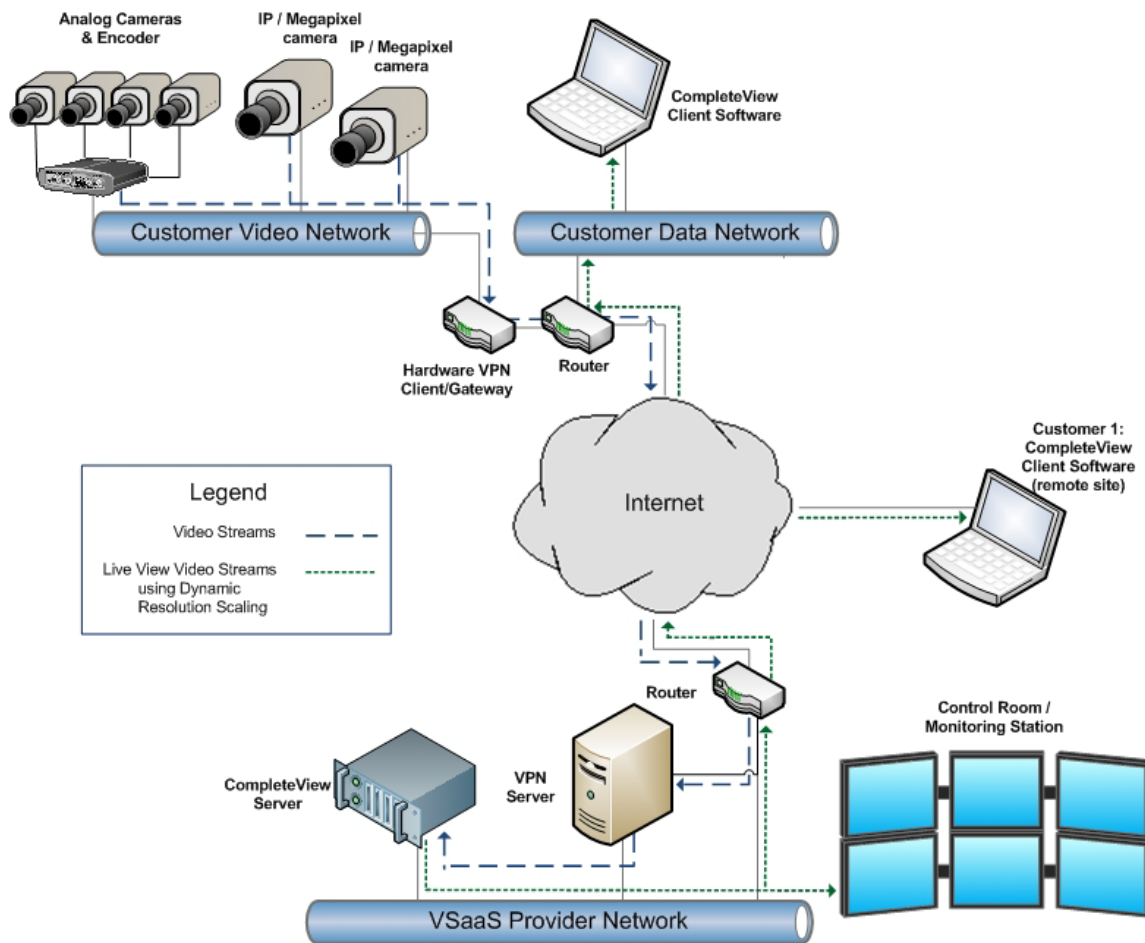 Analog Cameras
& Encoder
IP / Megapixel
camera
IP / Megapixel
camera
CompleteView
Client Software
Customer Video Network
Customer Data Network
Hardware VPN
Client/Gateway
Router
Customer 1:
CompleteView
Client Software
(remote site)
Internet
Legend
Video Streams
Live View Video Streams
using Dynamic
Resolution Scaling
Router
Control Room /
Monitoring Station
CompleteView
Server
VPN
Server
VSaaS Provider Network